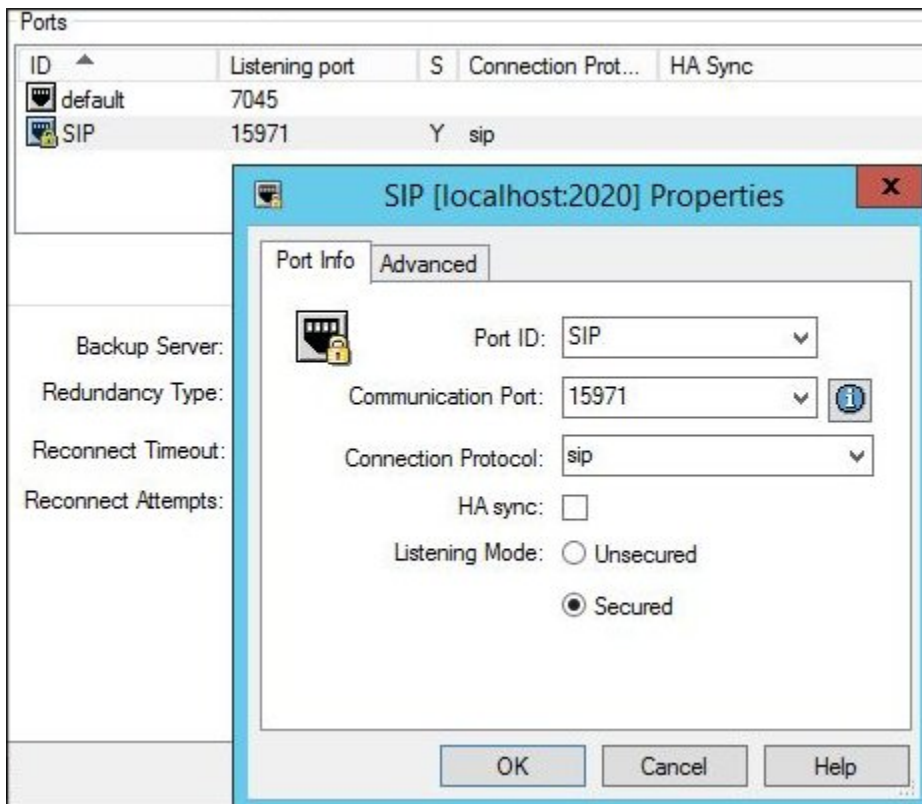 Ports
ID Listening port S Connection Prot... HA Sync
default 7045
SIP 15971 Y sip
SIP [localhost:2020] Properties
x
Port Info Advanced
Port ID: SIP
Communication Port: 15971
Connection Protocol: sip
HA sync:
Listening Mode: Unsecured
Secured
Backup Server:
Redundancy Type:
Reconnect Timeout:
Reconnect Attempts:
OK Cancel Help